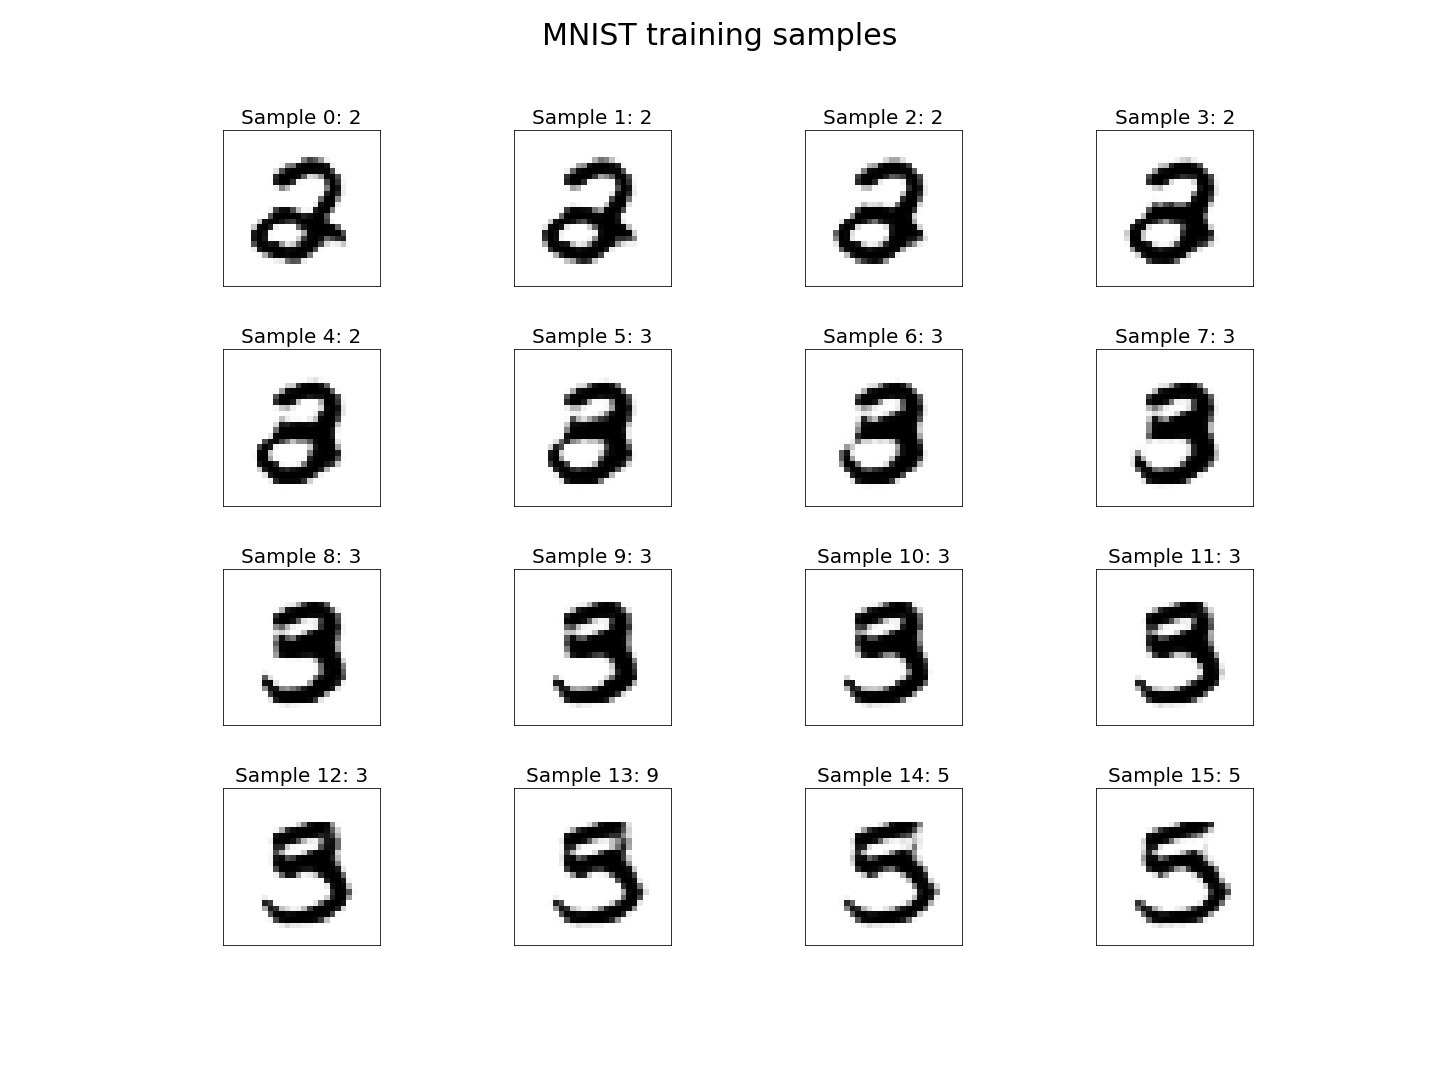 MNIST training samples
Sample 0: 2
Sample 1: 2
Sample 2: 2
Sample 3: 2
Sample 4: 2
Sample 5: 3
Sample 6: 3
Sample 7: 3
Sample 8: 3
Sample 9: 3
Sample 10: 3
Sample 11: 3
Sample 12: 3
Sample 13: 9
Sample 14: 5
Sample 15: 5